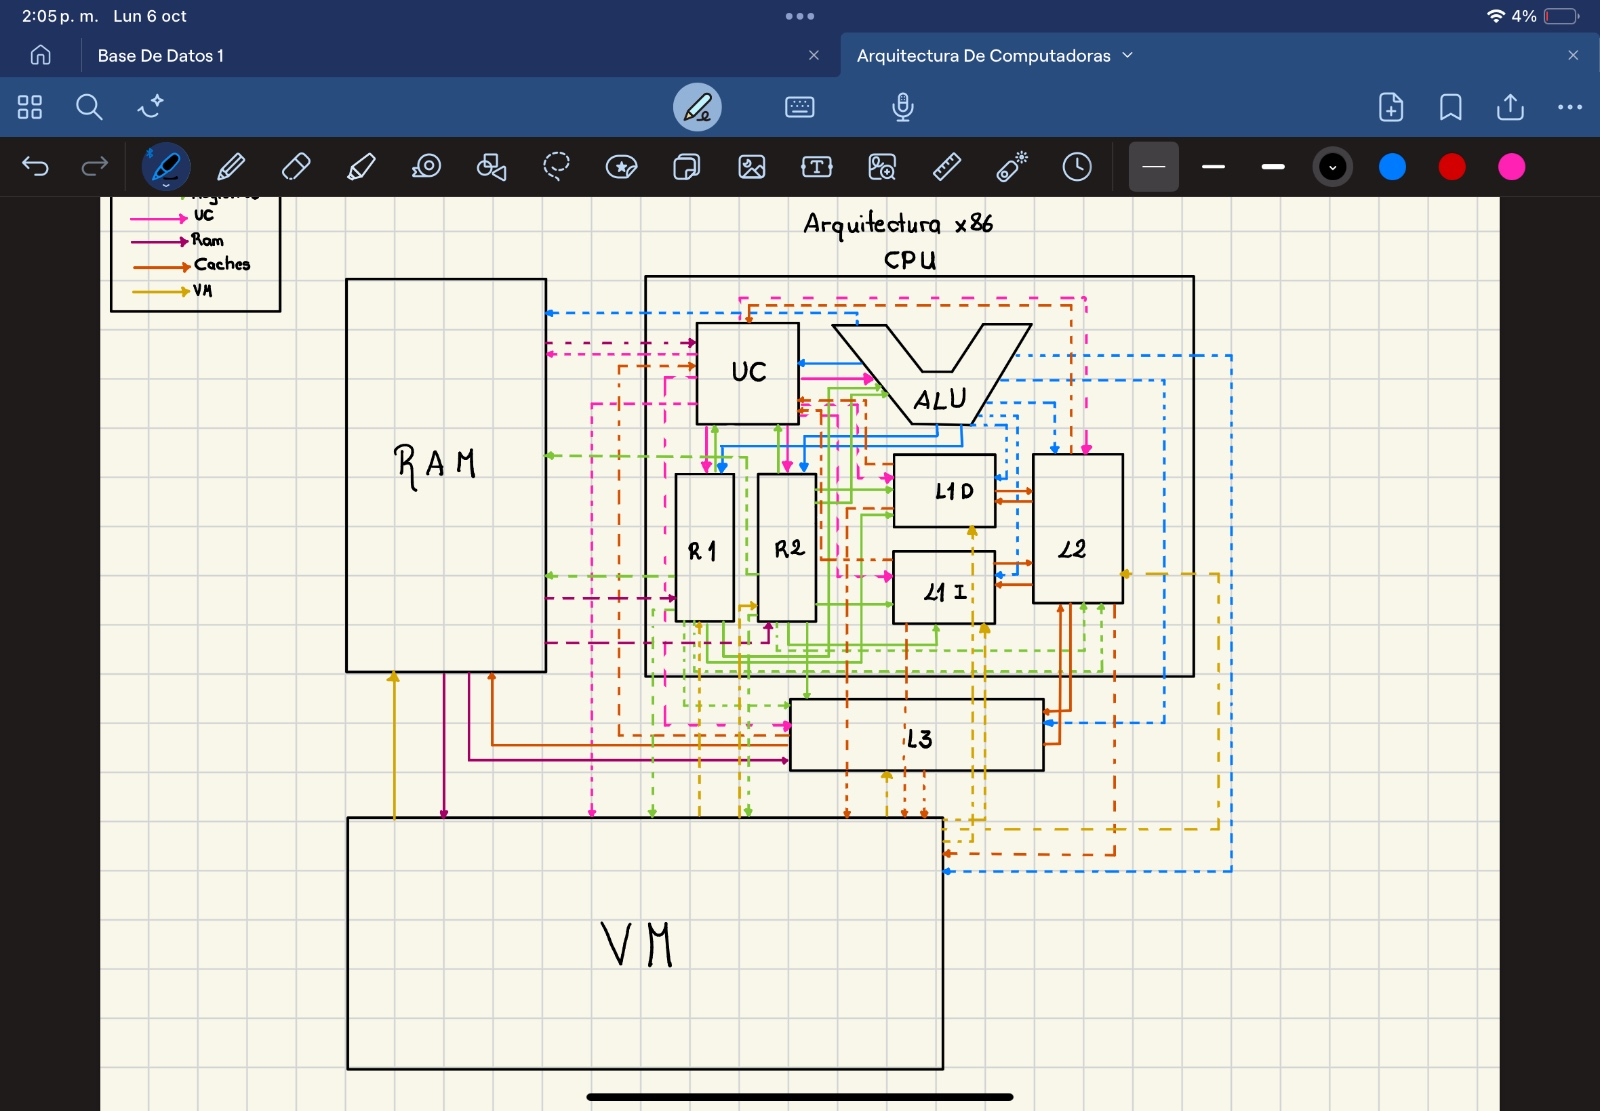 2:05 p. m. Lun 6 oct
4%
Base De Datos 1
Arquitectura De Computadoras
UC
Ram
Caches
VM
Arquitectura x86
CPU
UC
ALU
RAM
L1 D
R1
R2
L2
L1 I
L3
VM